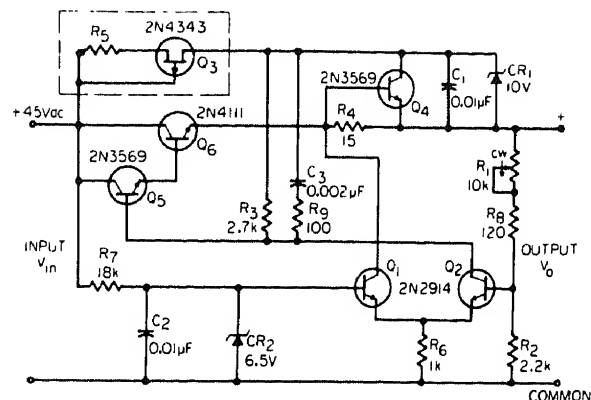 2N4343
R5
Q3
2N3569
Q4
C1
0.01µF
CR1
10V
+45Vdc
2N4111
Q6
R4
15
+
2N3569
Q5
C3
0.002µF
R3
2.7k
R9
100
CW
R1
10k
R8
120
INPUT
Vin
R7
18k
Q1
Q2
2N2914
OUTPUT
Vo
C2
0.01µF
CR2
6.5V
R6
1k
R2
2.2k
COMMON